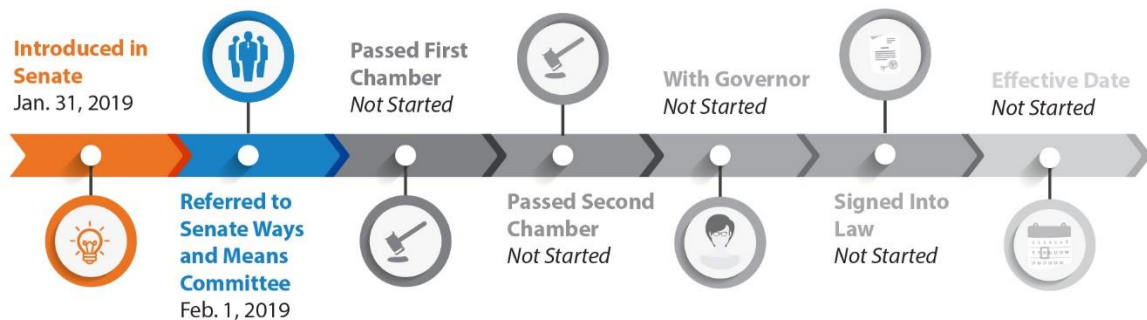 Introduced in
Senate
Jan. 31, 2019
Referred to
Senate Ways
and Means
Committee
Feb. 1, 2019
Passed First
Chamber
Not Started
Passed Second
Chamber
Not Started
With Governor
Not Started
Signed Into
Law
Not Started
Effective Date
Not Started